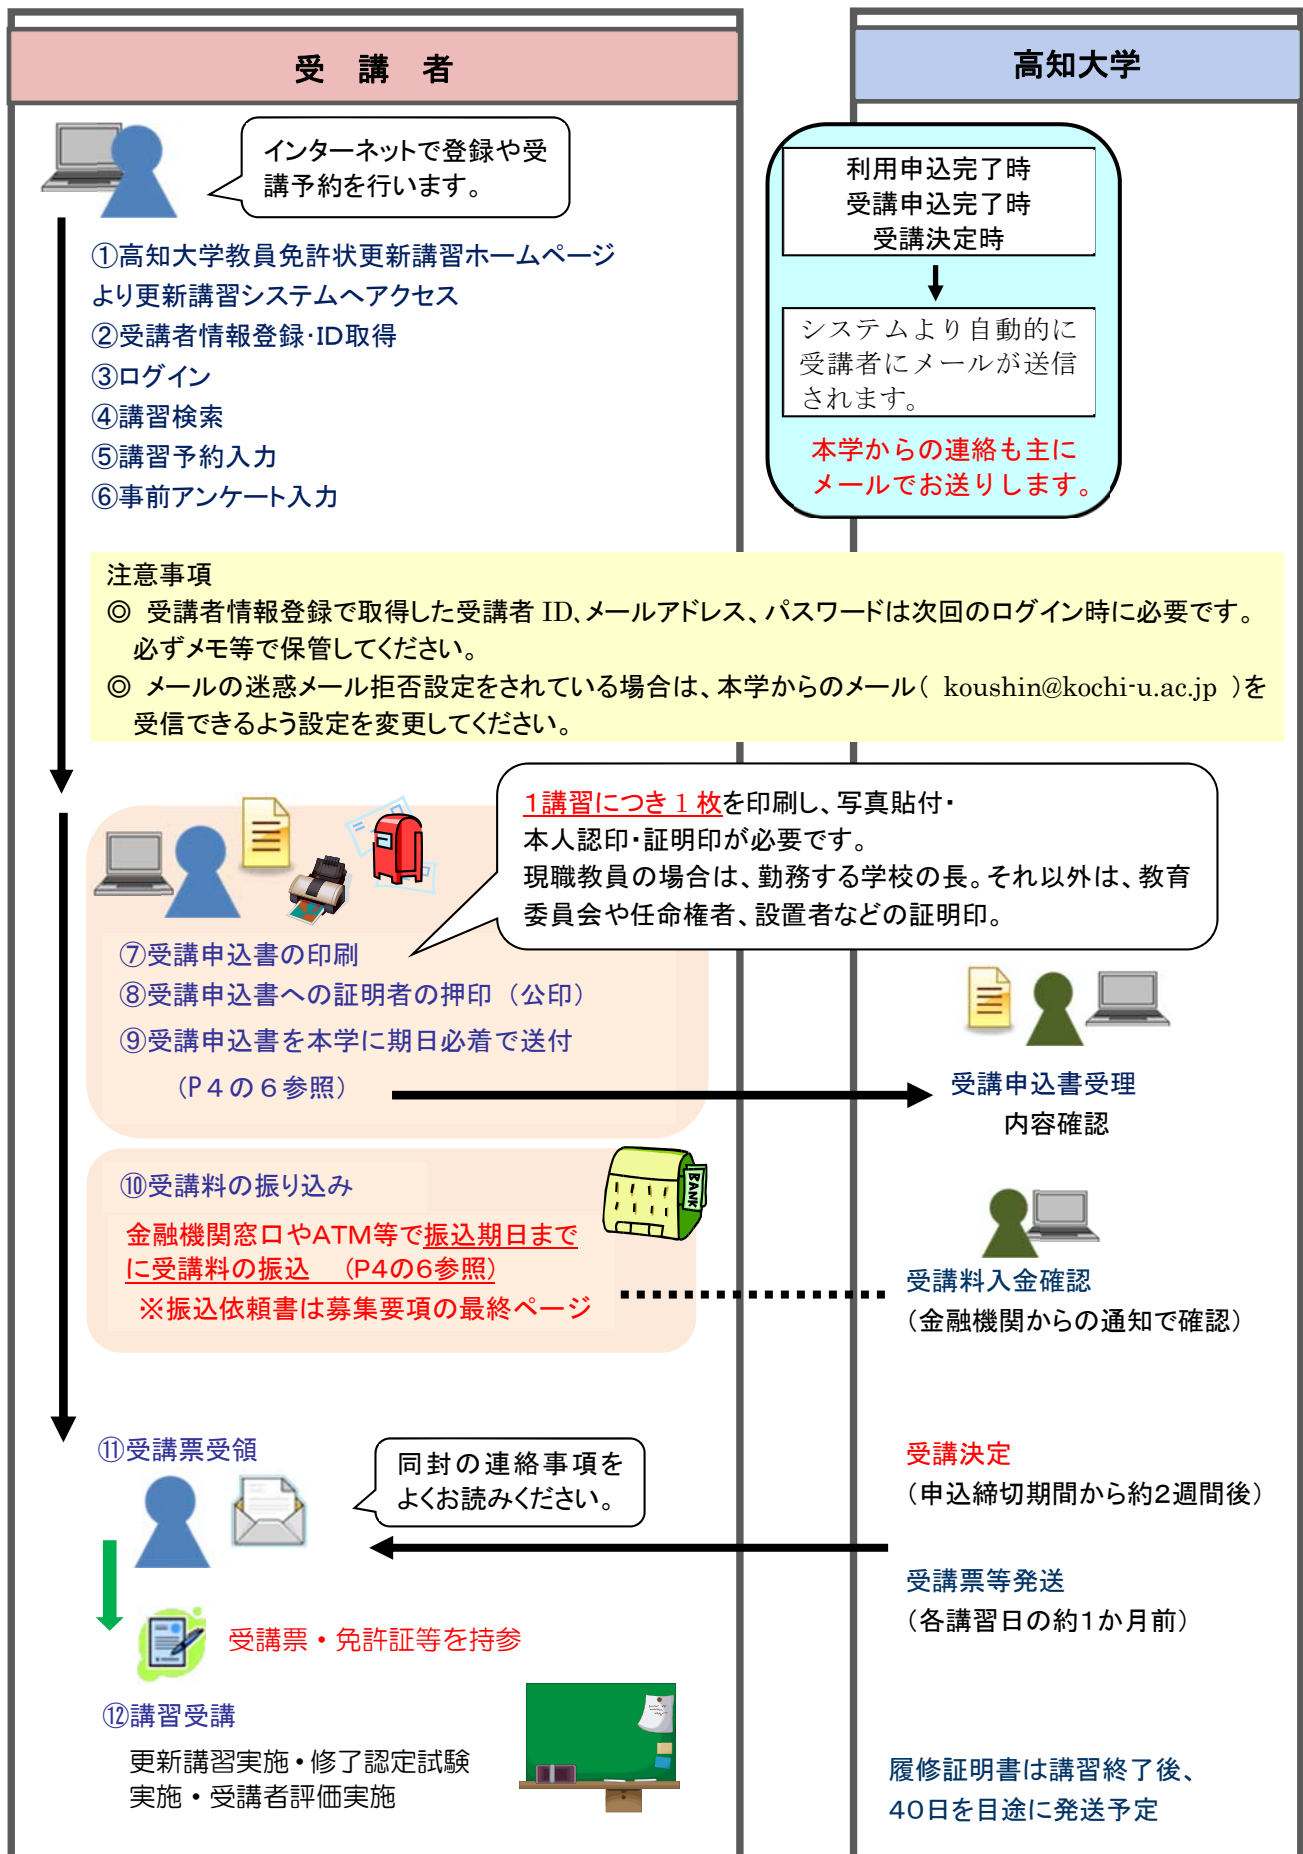 受 講 者
高知大学
インターネットで登録や受
講予約を行います。
①高知大学教員免許状更新講習ホームページ
より更新講習システムへアクセス
②受講者情報登録・ID取得
③ログイン
④講習検索
⑤講習予約入力
⑥事前アンケート入力
利用申込完了時
受講申込完了時
受講決定時
システムより自動的に
受講者にメールが送信
されます。
本学からの連絡も主に
メールでお送りします。
注意事項
◎ 受講者情報登録で取得した受講者 ID、メールアドレス、パスワードは次回のログイン時に必要です。
必ずメモ等で保管してください。
◎ メールの迷惑メール拒否設定をされている場合は、本学からのメール( koushin@kochi-u.ac.jp )を
受信できるよう設定を変更してください。
1講習につき 1 枚を印刷し、写真貼付・
本人認印・証明印が必要です。
現職教員の場合は、勤務する学校の長。それ以外は、教育
委員会や任命権者、設置者などの証明印。
⑦受講申込書の印刷
⑧受講申込書への証明者の押印（公印）
⑨受講申込書を本学に期日必着で送付
（P４の６参照）
受講申込書受理
内容確認
⑩受講料の振り込み
BANK
金融機関窓口やATM等で振込期日まで
に受講料の振込 （P4の6参照）
※振込依頼書は募集要項の最終ページ
受講料入金確認
（金融機関からの通知で確認）
⑪受講票受領
同封の連絡事項を
よくお読みください。
受講決定
（申込締切期間から約2週間後）
受講票等発送
（各講習日の約1か月前）
受講票・免許証等を持参
⑫講習受講
更新講習実施・修了認定試験
実施・受講者評価実施
履修証明書は講習終了後、
40日を目途に発送予定